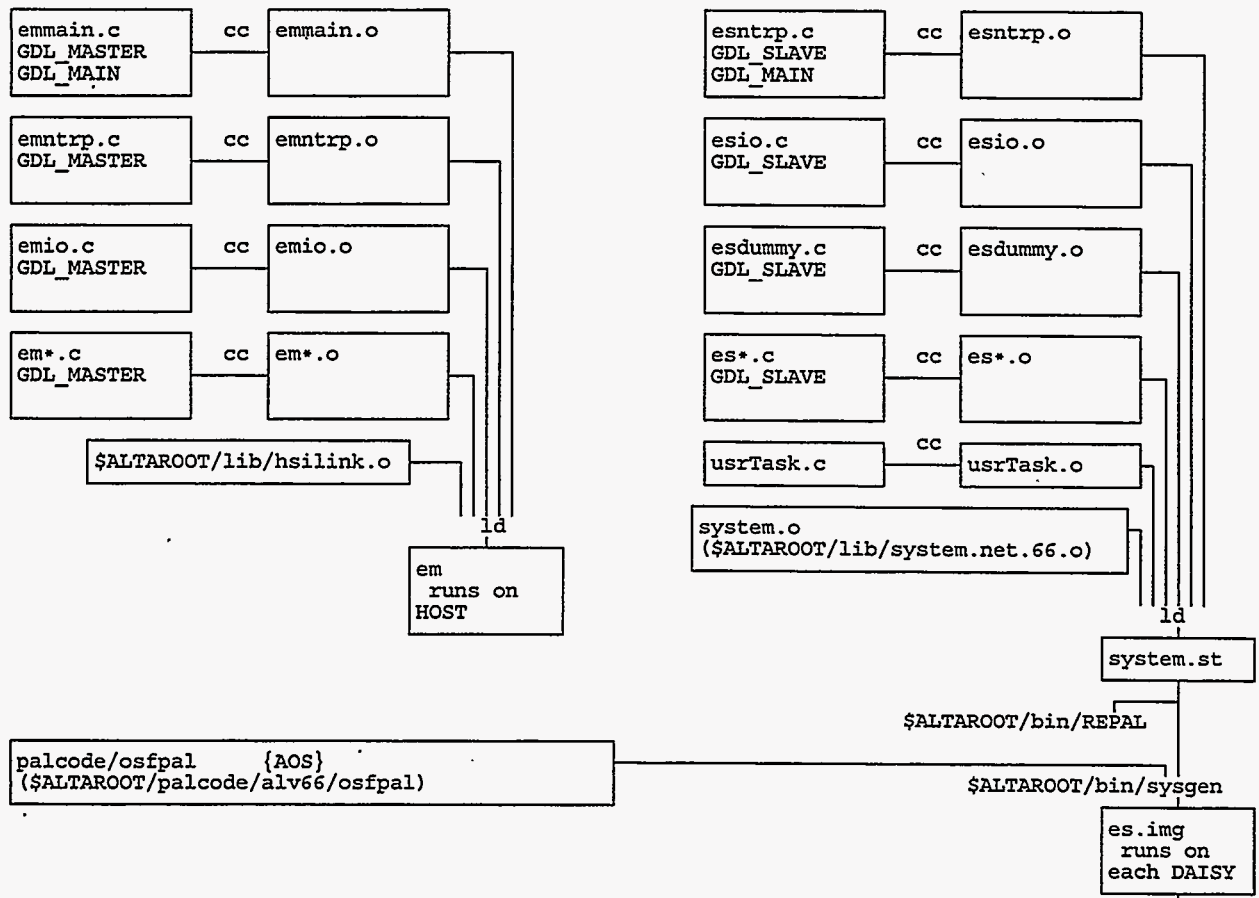 emmain.c
GDL_MASTER
GDL_MAIN
cc
emmain.o
emntrp.c
GDL_MASTER
cc
emntrp.o
emio.c
GDL_MASTER
cc
emio.o
em*.c
GDL_MASTER
cc
em*.o
$ALTAROOT/lib/hsilink.o
ld
em
runs on
HOST
esntrp.c
GDL_SLAVE
GDL_MAIN
cc
esntrp.o
esio.c
GDL_SLAVE
cc
esio.o
esdummy.c
GDL_SLAVE
cc
esdummy.o
es*.c
GDL_SLAVE
cc
es*.o
usrTask.c
cc
usrTask.o
system.o
($ALTAROOT/lib/system.net.66.o)
ld
system.st
$ALTAROOT/bin/REPAL
palcode/osfpal {AOS}
($ALTAROOT/palcode/alv66/osfpal)
$ALTAROOT/bin/sysgen
es.img
runs on
each DAISY